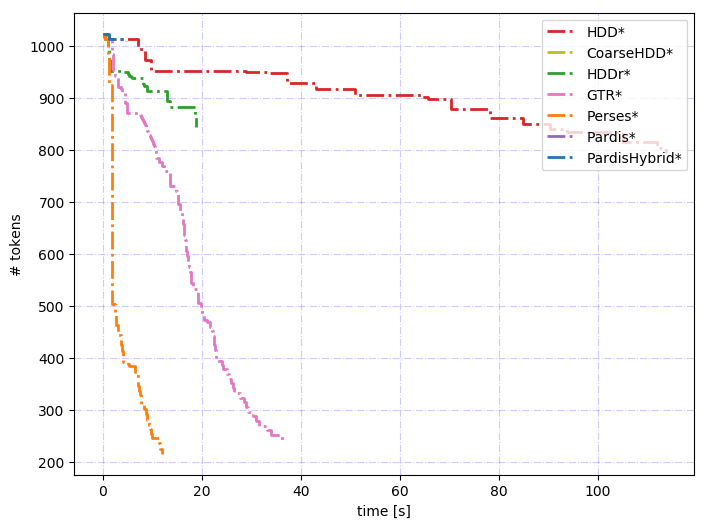 HDD*
CoarseHDD*
HDDr*
GTR*
Perses*
Pardis*
PardisHybrid*
# tokens
1000
900
800
700
600
500
400
300
200
0 20 40 60 80 100
time [s]